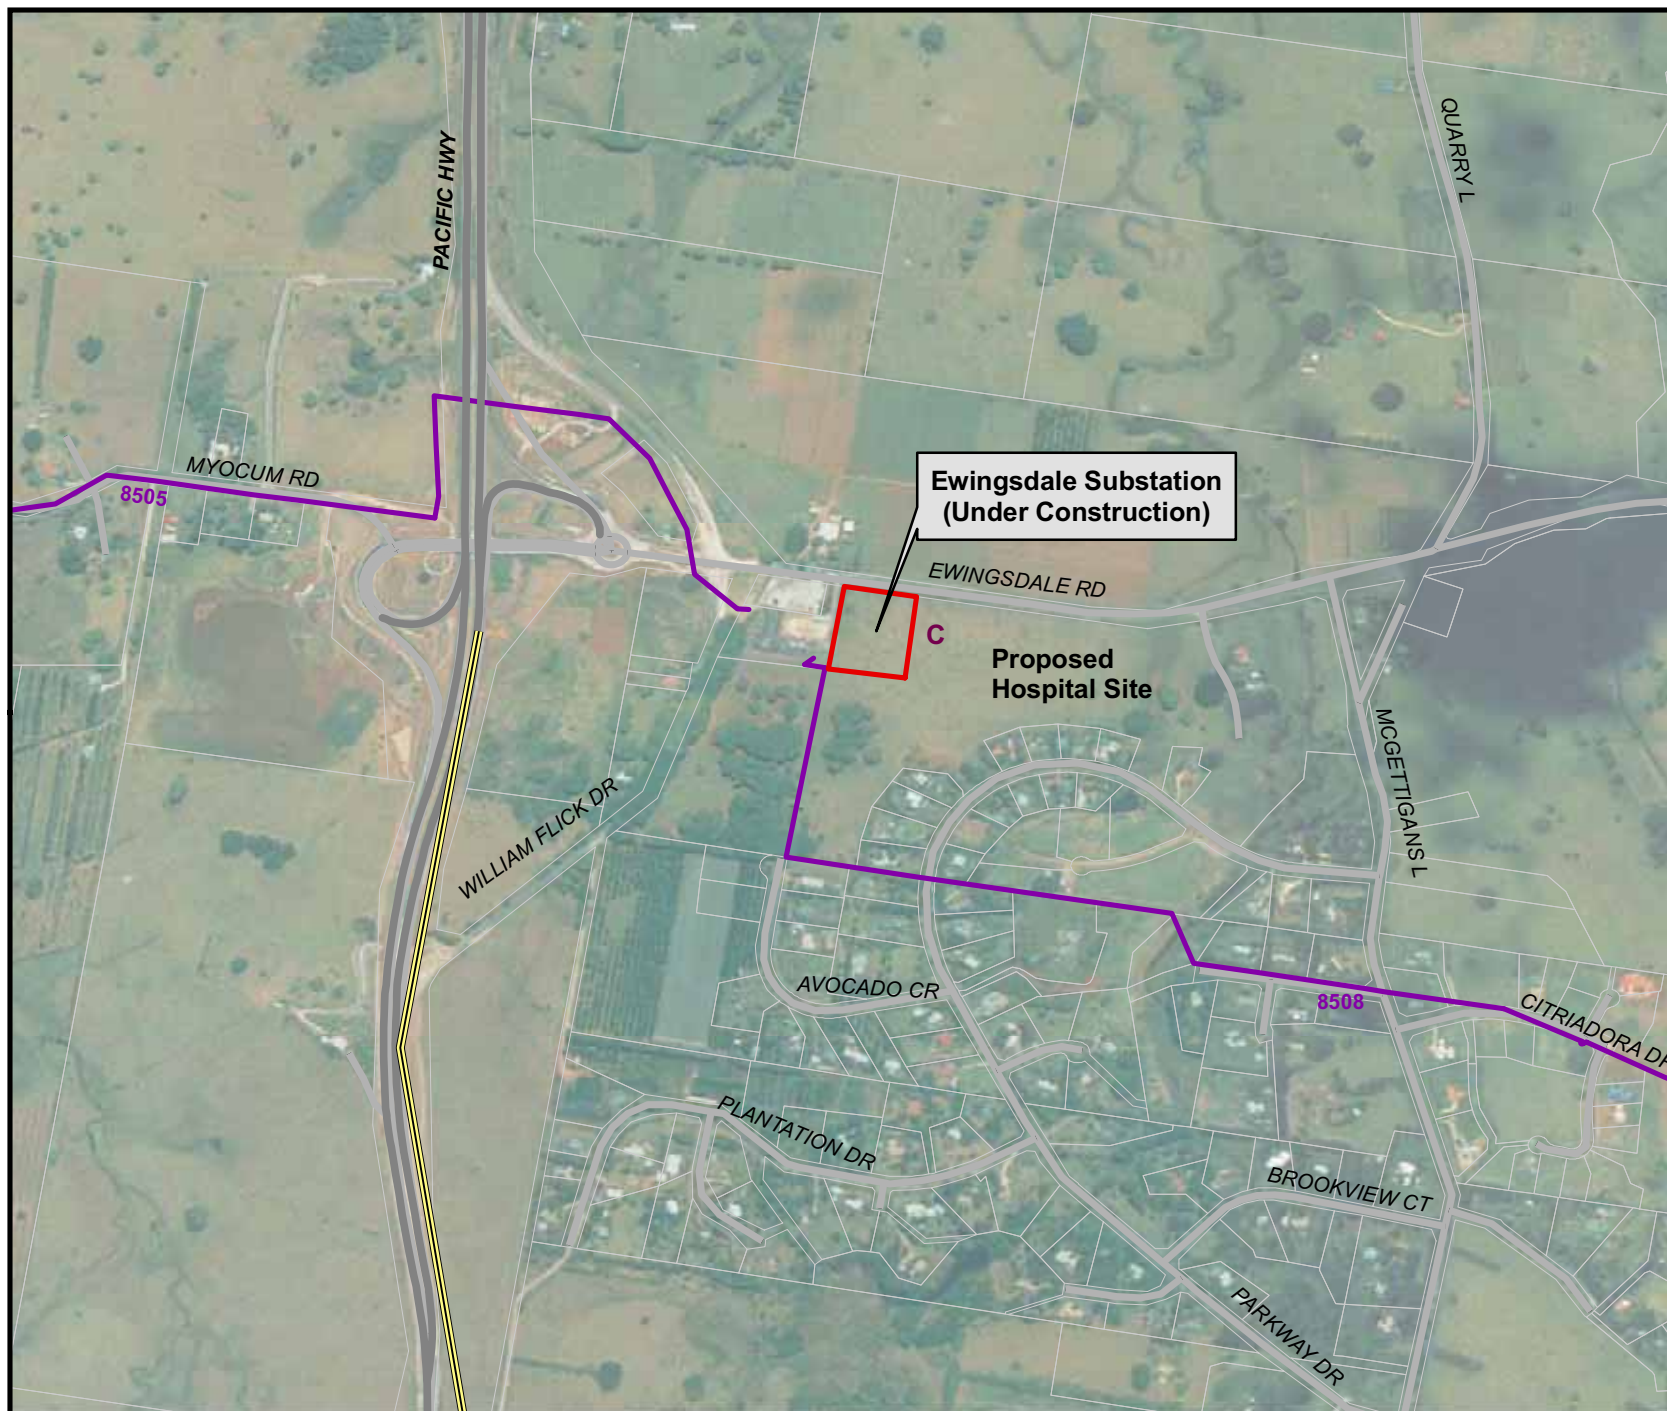 PACIFIC HWY
QUARRY L
MYOCUM RD
8505
Ewingsdale Substation
(Under Construction)
EWINGSDALE RD
C
Proposed
Hospital Site
MCGETTIGANS L
WILLIAM FLICK DR
AVOCADO CR
8508
CITRIADORA DR
PLANTATION DR
BROOKVIEW CT
PARKWAY DR